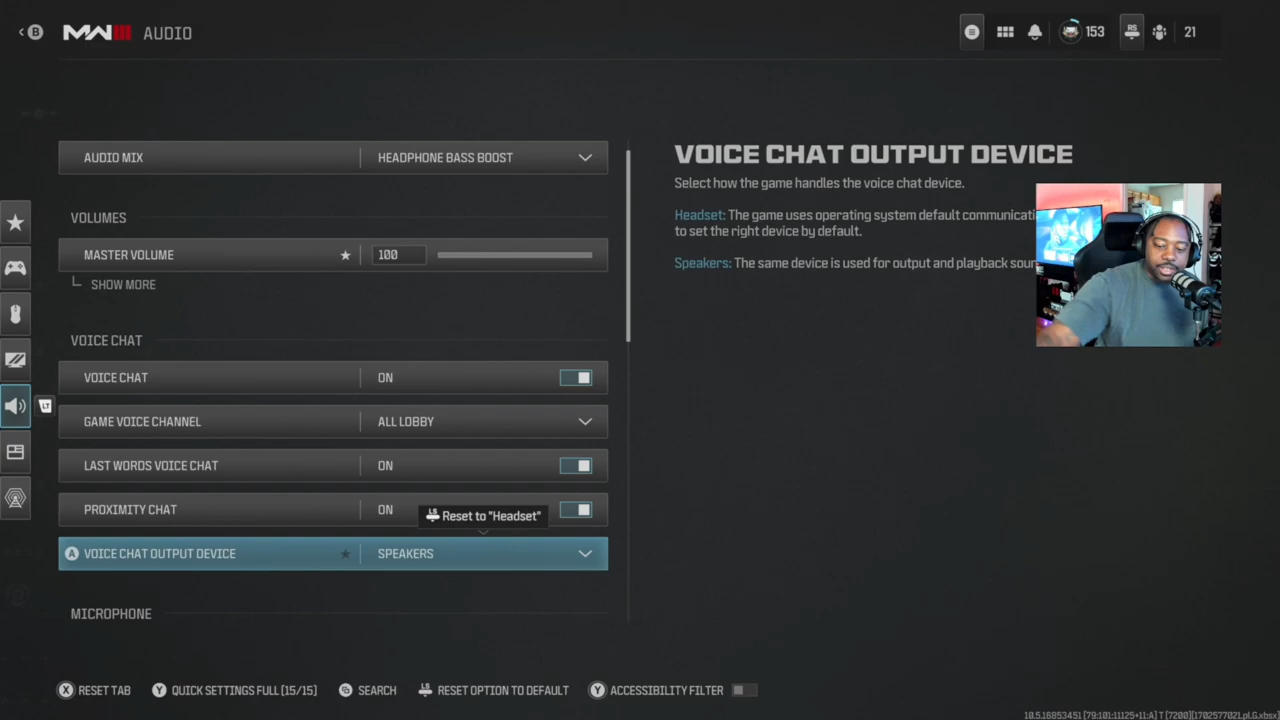 B MWIII AUDIO 153 RS 21
AUDIO MIX HEADPHONE BASS BOOST
VOLUMES
MASTER VOLUME 100
SHOW MORE
VOICE CHAT
VOICE CHAT ON
LT
GAME VOICE CHANNEL ALL LOBBY
LAST WORDS VOICE CHAT ON
PROXIMITY CHAT ON
LS Reset to "Headset"
A VOICE CHAT OUTPUT DEVICE SPEAKERS
MICROPHONE
VOICE CHAT OUTPUT DEVICE
Select how the game handles the voice chat device.
Headset: The game uses operating system default
to set the right device by default.
Speakers: The same device is used for output and playback
X RESET TAB Y QUICK SETTINGS FULL [15/15] SEARCH LS RESET OPTION TO DEFAULT Y ACCESSIBILITY FILTER